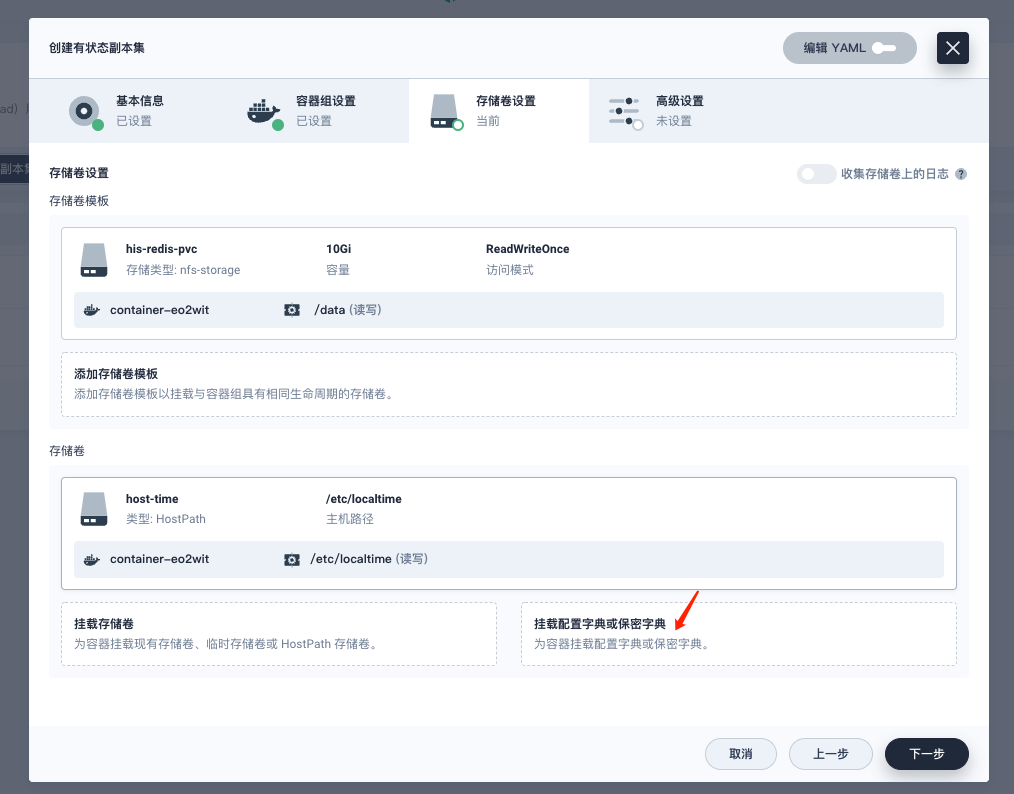 创建有状态副本集
编辑 YAML
基本信息
已设置
容器组设置
已设置
存储卷设置
当前
高级设置
未设置
ead）
副本集
存储卷设置
收集存储卷上的日志 ?
存储卷模板
his-redis-pvc
存储类型: nfs-storage
10Gi
容量
ReadWriteOnce
访问模式
container-eo2wit
/data (读写)
添加存储卷模板
添加存储卷模板以挂载与容器组具有相同生命周期的存储卷。
存储卷
host-time
类型: HostPath
/etc/localtime
主机路径
container-eo2wit
/etc/localtime (读写)
挂载存储卷
为容器挂载现有存储卷、临时存储卷或 HostPath 存储卷。
挂载配置字典或保密字典
为容器挂载配置字典或保密字典。
取消
上一步
下一步